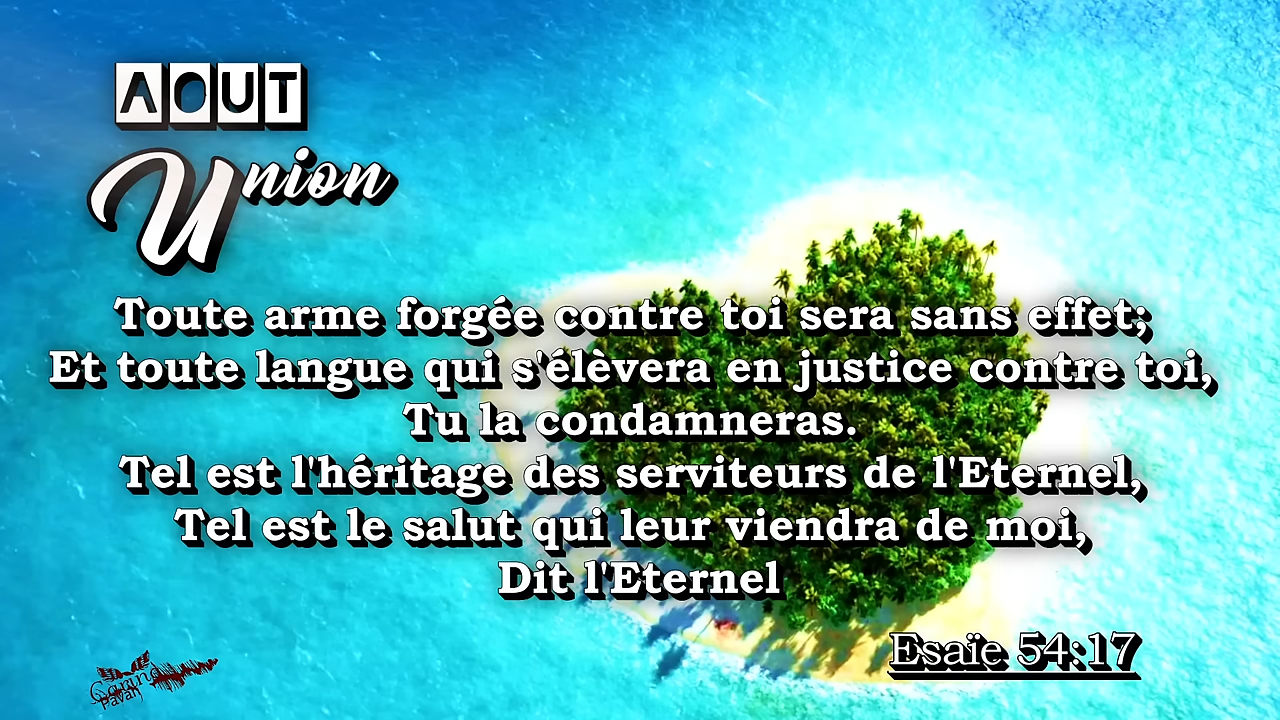 AOUT
Union
Toute arme forgée contre toi sera sans effet;
Et toute langue qui s'élèvera en justice contre toi,
Tu la condamneras.
Tel est l'héritage des serviteurs de l'Eternel,
Tel est le salut qui leur viendra de moi,
Dit l'Eternel
Esaïe 54:17